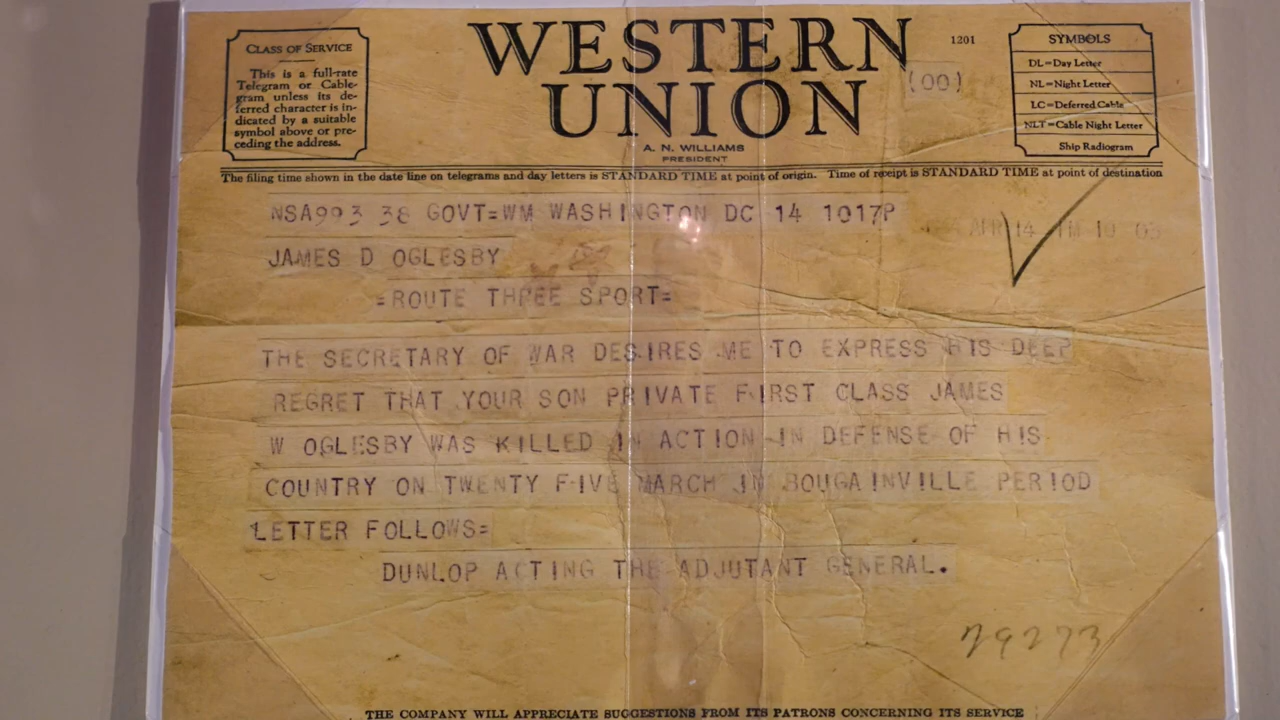 CLASS OF SERVICE
This is a full-rate
Telegram or Cable-
gram unless its de-
ferred character is in-
dicated by a suitable
symbol above or pre-
ceding the address.
WESTERN
UNION
1201
(00)
A. N. WILLIAMS
PRESIDENT
SYMBOLS
DL=Day Letter
NL=Night Letter
LC=Deferred Cable
NLT=Cable Night Letter
Ship Radiogram
The filing time shown in the date line on telegrams and day letters is STANDARD TIME at point of origin. Time of receipt is STANDARD TIME at point of destination
NSA993 38 GOVT=WM WASHINGTON DC 14 1017P
APR 14 10 03
JAMES D OGLESBY
=ROUTE THREE SPORT=
THE SECRETARY OF WAR DESIRES ME TO EXPRESS HIS DEEP
REGRET THAT YOUR SON PRIVATE FIRST CLASS JAMES
W OGLESBY WAS KILLED IN ACTION IN DEFENSE OF HIS
COUNTRY ON TWENTY FIVE MARCH IN BOUGAINVILLE PERIOD
LETTER FOLLOWS=
DUNLOP ACTING THE ADJUTANT GENERAL.
29273
THE COMPANY WILL APPRECIATE SUGGESTIONS FROM ITS PATRONS CONCERNING ITS SERVICE